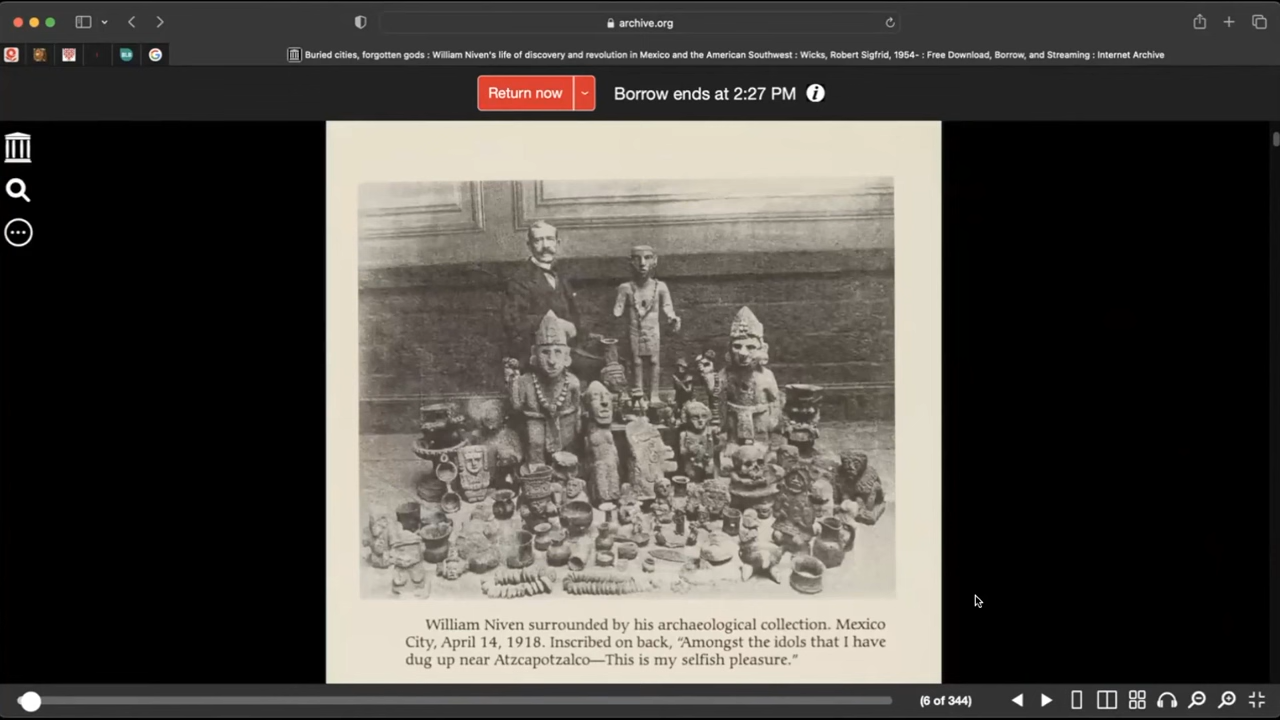 archive.org
Buried cities, forgotten gods : William Niven's life of discovery and revolution in Mexico and the American Southwest : Wicks, Robert Sigfrid, 1954- : Free Download, Borrow, and Streaming : Internet Archive
Return now
Borrow ends at 2:27 PM
William Niven surrounded by his archaeological collection. Mexico
City, April 14, 1918. Inscribed on back, “Amongst the idols that I have
dug up near Atzcapotzalco—This is my selfish pleasure.”
(6 of 344)